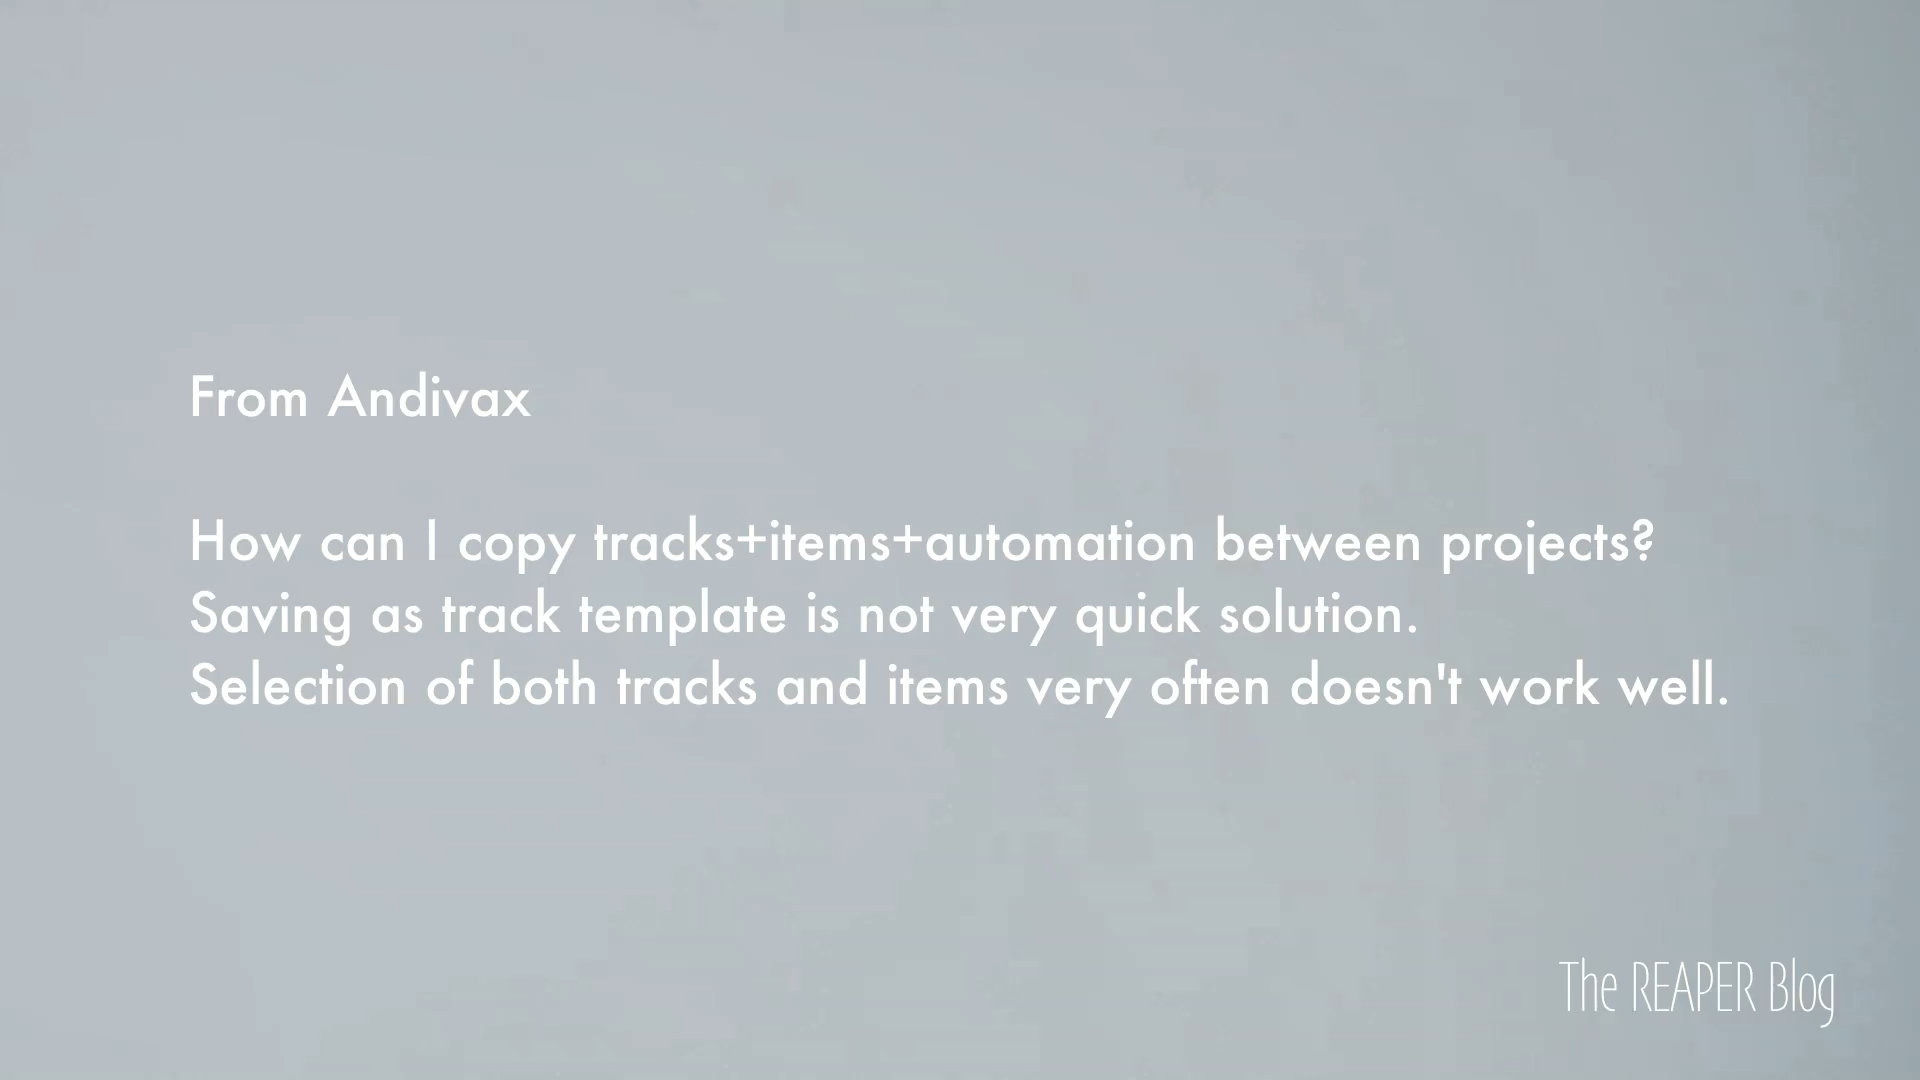 From Andivax
How can I copy tracks+items+automation between projects?
Saving as track template is not very quick solution.
Selection of both tracks and items very often doesn't work well.
The REAPER Blog